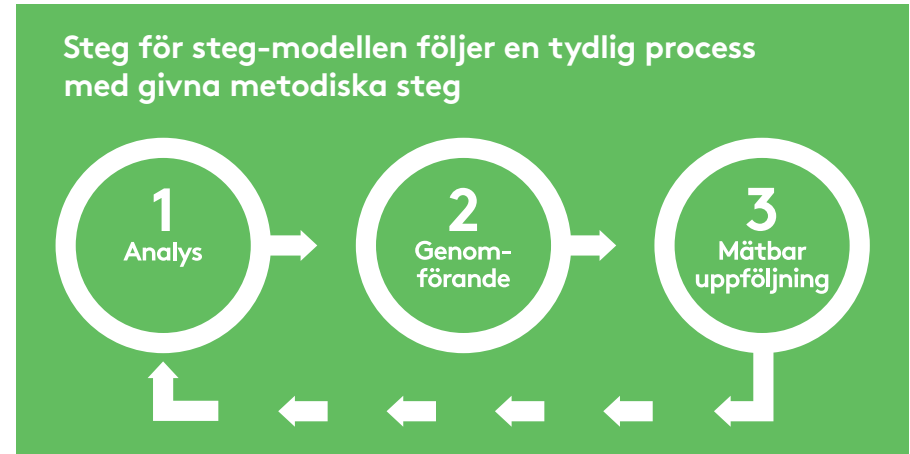 Steg för steg-modellen följer en tydlig process
med givna metodiska steg
1
Analys
2
Genom-
förande
3
Mätbar
uppföljning